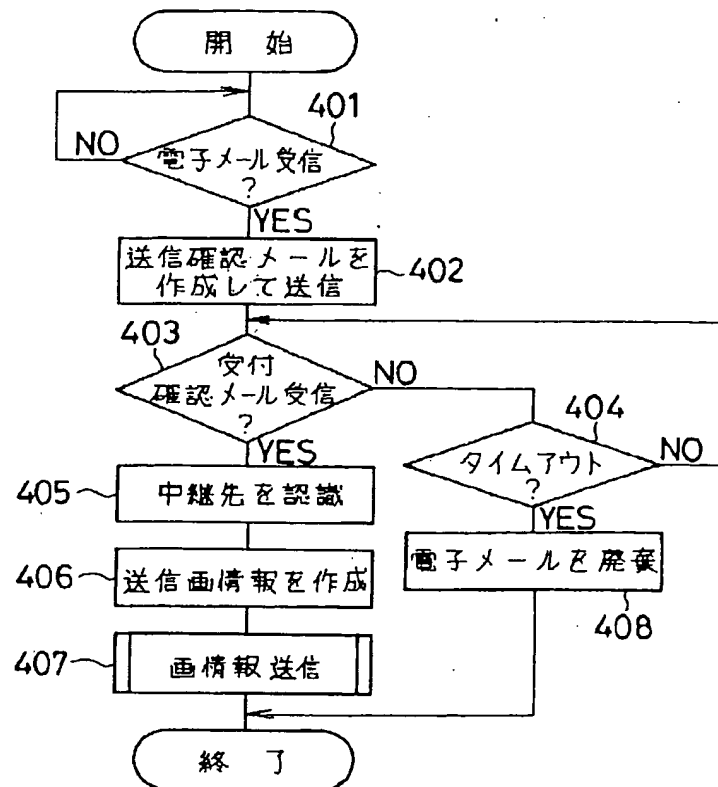 開始
401
NO
電子メール受信
?
YES
送信確認メールを
作成して送信
402
403
受付
確認メール受信
?
NO
YES
404
タイムアウト
?
NO
YES
405
中継先を認識
406
送信画情報を作成
電子メールを廃棄
408
407
画情報送信
終了